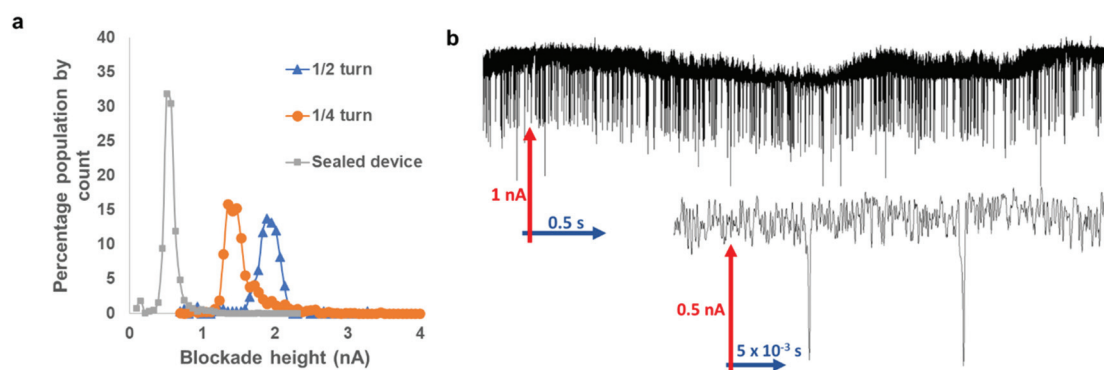 a
40
35
30
25
20
15
10
5
0
Percentage population by
count
0 1 2 3 4
Blockade height (nA)
1/2 turn
1/4 turn
Sealed device
b
1 nA
0.5 s
0.5 nA
5 x 10⁻³ s